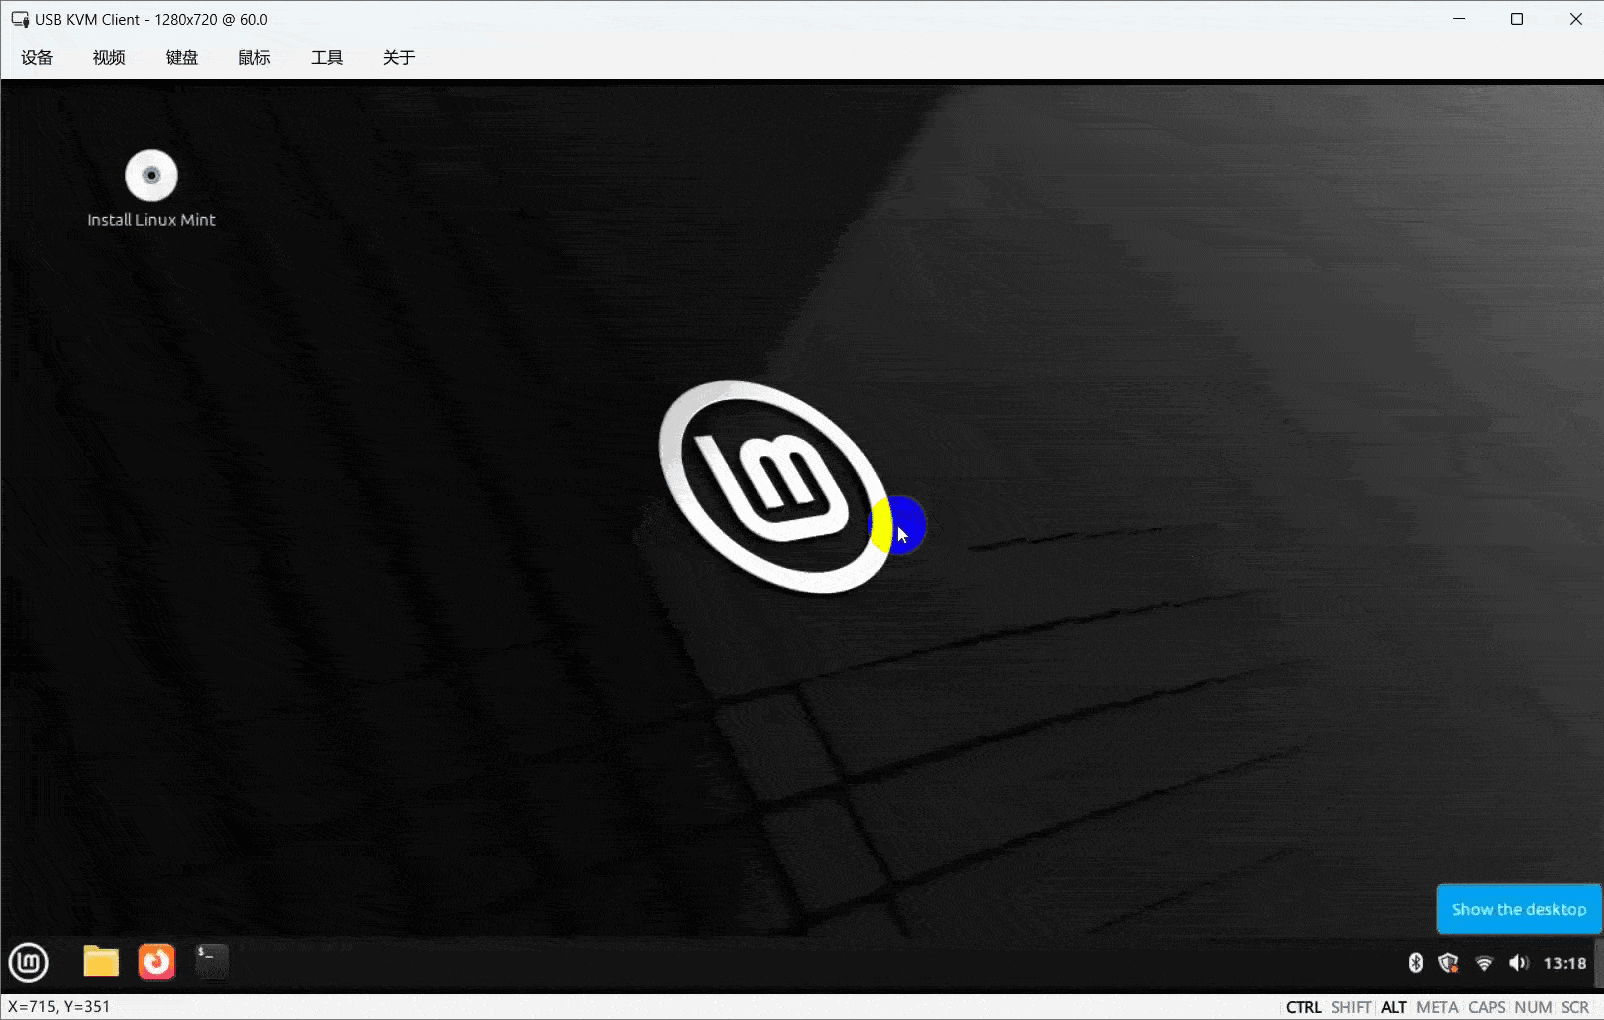 USB KVM Client - 1280x720 @ 60.0
设备 视频 键盘 鼠标 工具 关于
Install Linux Mint
Show the desktop
$_
13:18
X=715, Y=351
CTRL SHIFT ALT META CAPS NUM SCR